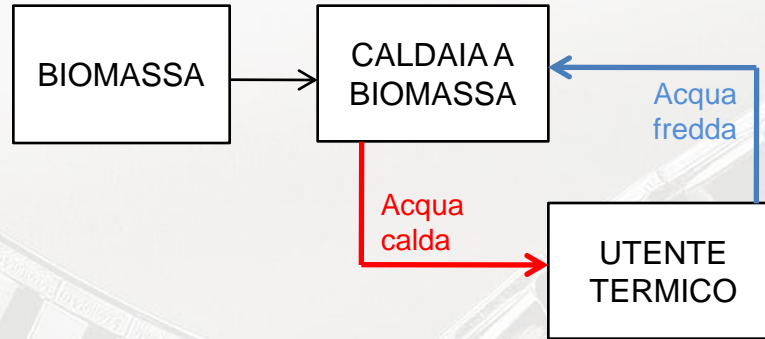 BIOMASSA
CALDAIA A
BIOMASSA
Acqua
fredda
Acqua
calda
UTENTE
TERMICO